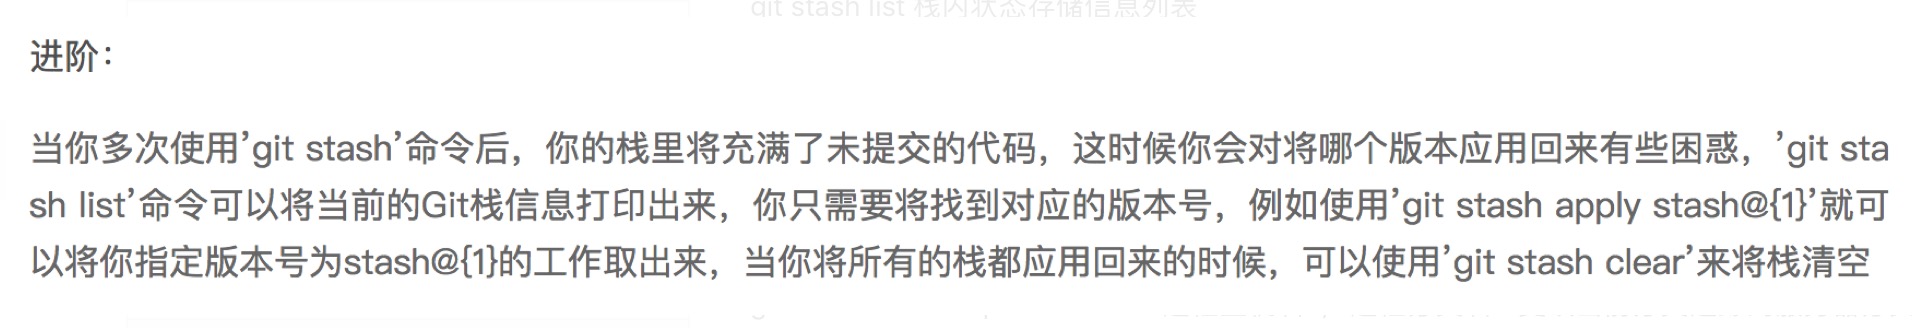 git stash list 栈内状态存储信息列表
进阶：
当你多次使用’git stash’命令后，你的栈里将充满了未提交的代码，这时候你会对将哪个版本应用回来有些困惑，’git sta
sh list’命令可以将当前的Git栈信息打印出来，你只需要将找到对应的版本号，例如使用’git stash apply stash@{1}’就可
以将你指定版本号为stash@{1}的工作取出来，当你将所有的栈都应用回来的时候，可以使用’git stash clear’来将栈清空